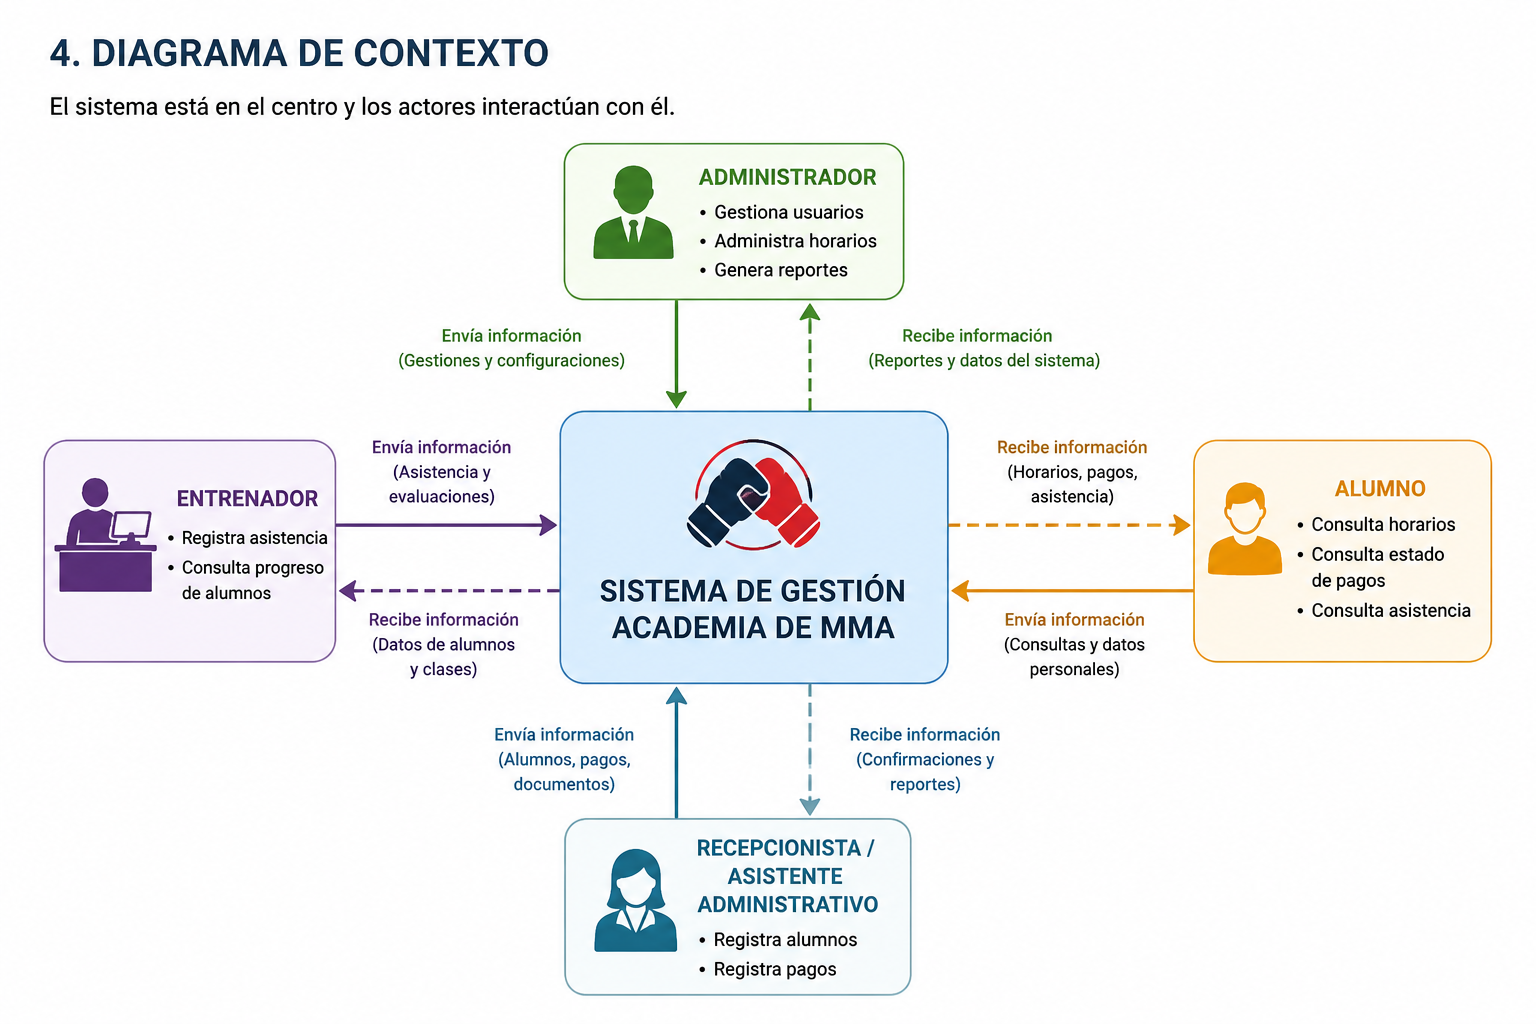 4. DIAGRAMA DE CONTEXTO
El sistema está en el centro y los actores interactúan con él.
ADMINISTRADOR
• Gestiona usuarios
• Administra horarios
• Genera reportes
Envía información
(Gestiones y configuraciones)
Recibe información
(Reportes y datos del sistema)
ENTRENADOR
• Registra asistencia
• Consulta progreso
de alumnos
Envía información
(Asistencia y
evaluaciones)
Recibe información
(Datos de alumnos
y clases)
SISTEMA DE GESTIÓN
ACADEMIA DE MMA
Recibe información
(Horarios, pagos,
asistencia)
Envía información
(Consultas y datos
personales)
ALUMNO
• Consulta horarios
• Consulta estado
de pagos
• Consulta asistencia
Envía información
(Alumnos, pagos,
documentos)
Recibe información
(Confirmaciones y
reportes)
RECEPCIONISTA /
ASISTENTE
ADMINISTRATIVO
• Registra alumnos
• Registra pagos